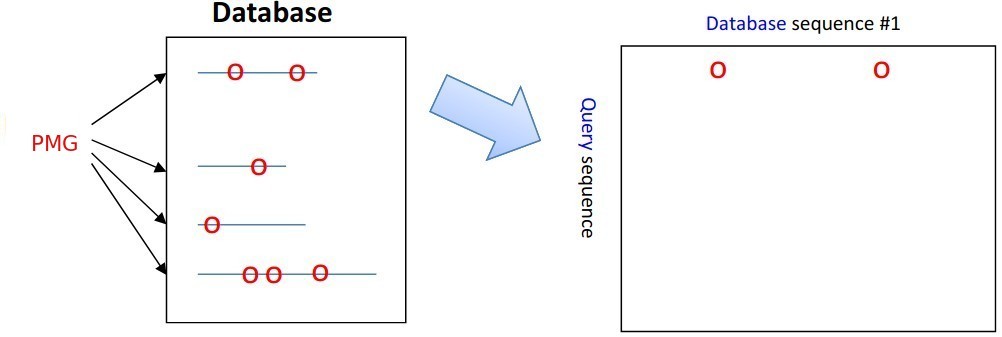 Database
PMG
O O
O
O
O O O
Database sequence #1
Query sequence
O O